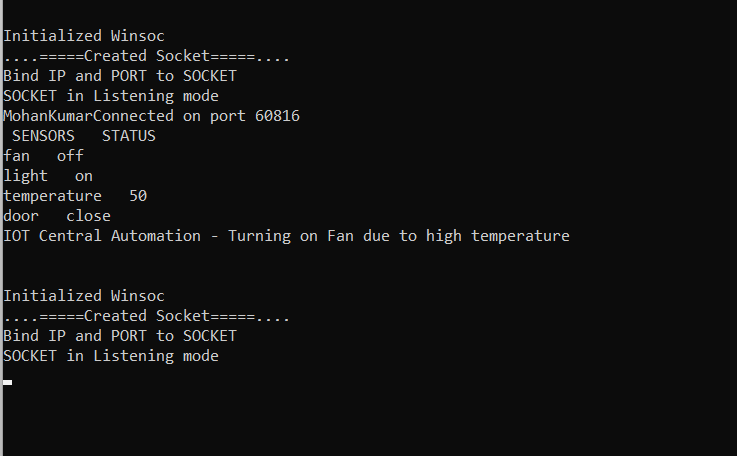 Initialized Winsoc
....=====Created Socket=====....
Bind IP and PORT to SOCKET
SOCKET in Listening mode
MohanKumarConnected on port 60816
SENSORS   STATUS
fan   off
light   on
temperature   50
door   close
IOT Central Automation - Turning on Fan due to high temperature
Initialized Winsoc
....=====Created Socket=====....
Bind IP and PORT to SOCKET
SOCKET in Listening mode